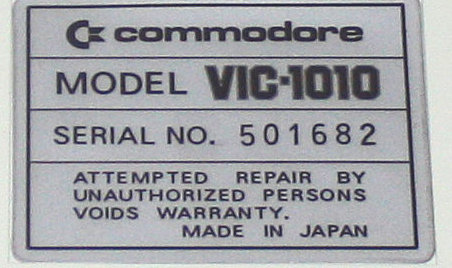 commodore
MODEL VIC-1010
SERIAL NO. 501682
ATTEMPTED REPAIR BY
UNAUTHORIZED PERSONS
VOIDS WARRANTY.
MADE IN JAPAN